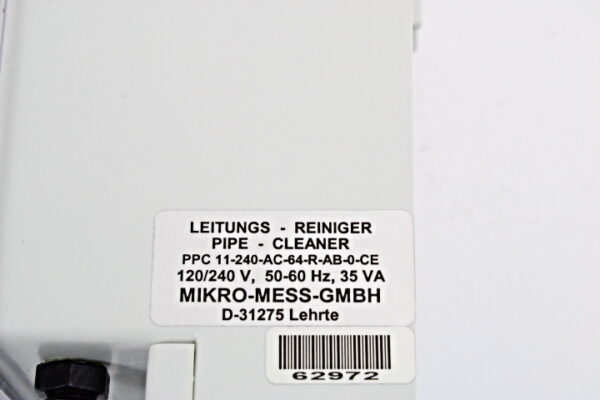 LEITUNGS - REINIGER
PIPE - CLEANER
PPC 11-240-AC-64-R-AB-0-CE
120/240 V, 50-60 Hz, 35 VA
MIKRO-MESS-GMBH
D-31275 Lehrte
62972